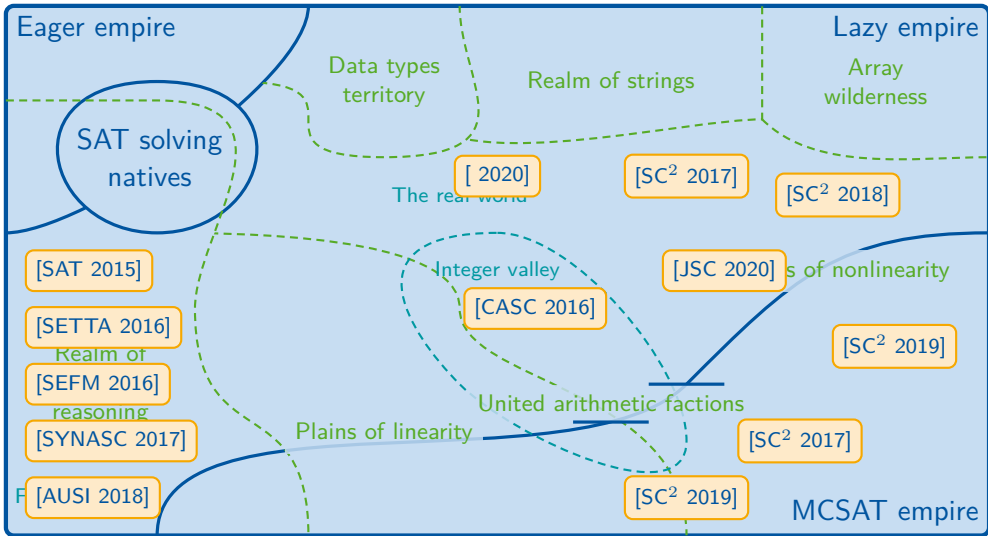 Eager empire
Lazy empire
Data types
territory
Realm of strings
Array
wilderness
SAT solving
natives
[ 2020]
[SC² 2017]
[SC² 2018]
The real world
[SAT 2015]
Integer valley
[JSC 2020]
s of nonlinearity
[CASC 2016]
[SETTA 2016]
[SC² 2019]
Realm of
[SEFM 2016]
reasoning
United arithmetic factions
Plains of linearity
[SYNASC 2017]
[SC² 2017]
F
[AUSI 2018]
[SC² 2019]
MCSAT empire